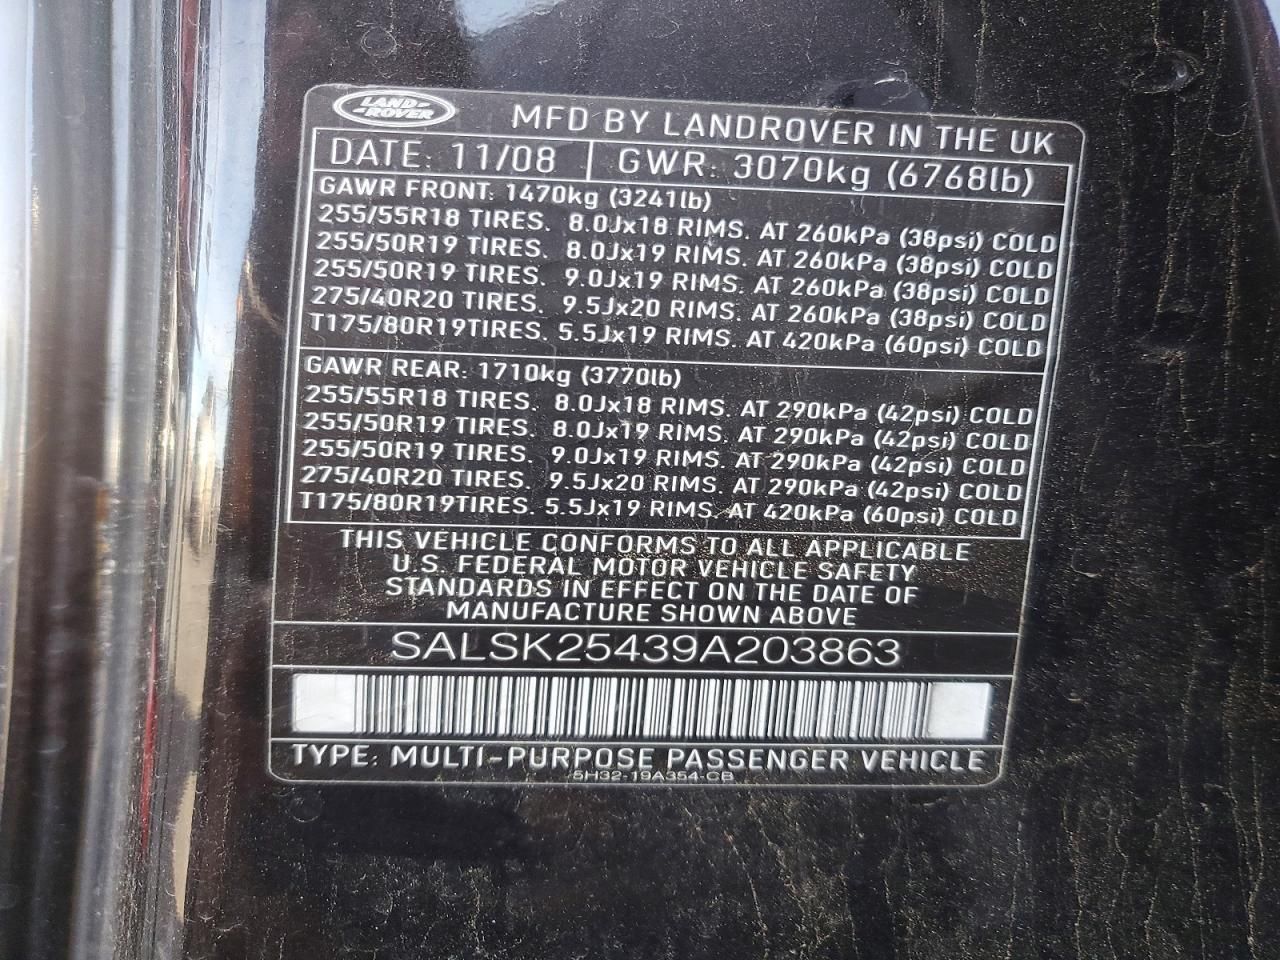 LAND-
-ROVER
MFD BY LANDROVER IN THE UK
DATE: 11/08 | GWR: 3070kg (6768lb)
GAWR FRONT: 1470kg (3241lb)
255/55R18 TIRES. 8.0Jx18 RIMS. AT 260kPa (38psi) COLD
255/50R19 TIRES. 8.0Jx19 RIMS. AT 260kPa (38psi) COLD
255/50R19 TIRES. 9.0Jx19 RIMS. AT 260kPa (38psi) COLD
275/40R20 TIRES. 9.5Jx20 RIMS. AT 260kPa (38psi) COLD
T175/80R19TIRES. 5.5Jx19 RIMS. AT 420kPa (60psi) COLD
GAWR REAR: 1710kg (3770lb)
255/55R18 TIRES. 8.0Jx18 RIMS. AT 290kPa (42psi) COLD
255/50R19 TIRES. 8.0Jx19 RIMS. AT 290kPa (42psi) COLD
255/50R19 TIRES. 9.0Jx19 RIMS. AT 290kPa (42psi) COLD
275/40R20 TIRES. 9.5Jx20 RIMS. AT 290kPa (42psi) COLD
T175/80R19TIRES. 5.5Jx19 RIMS. AT 420kPa (60psi) COLD
THIS VEHICLE CONFORMS TO ALL APPLICABLE
U.S. FEDERAL MOTOR VEHICLE SAFETY
STANDARDS IN EFFECT ON THE DATE OF
MANUFACTURE SHOWN ABOVE
SALSK25439A203863
TYPE: MULTI-PURPOSE PASSENGER VEHICLE
5H32-19A354-CB